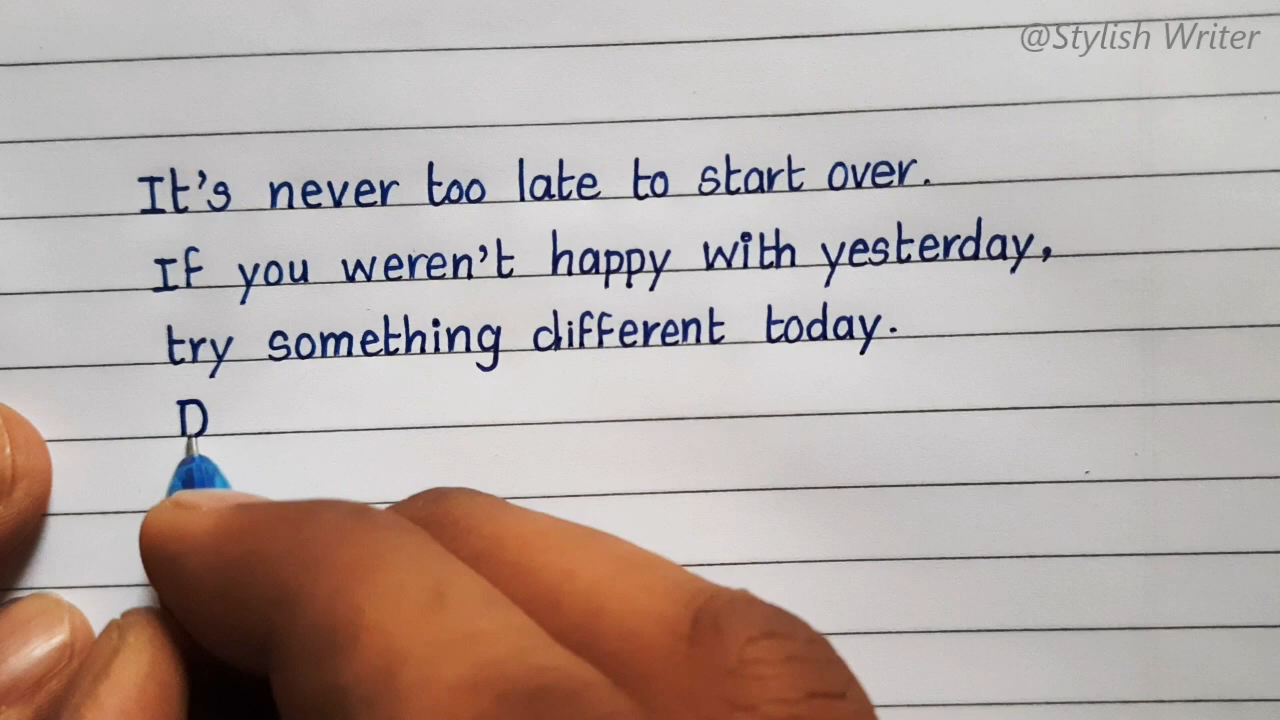 @Stylish Writer
It's never too late to start over.
If you weren't happy with yesterday,
try something different today.
D